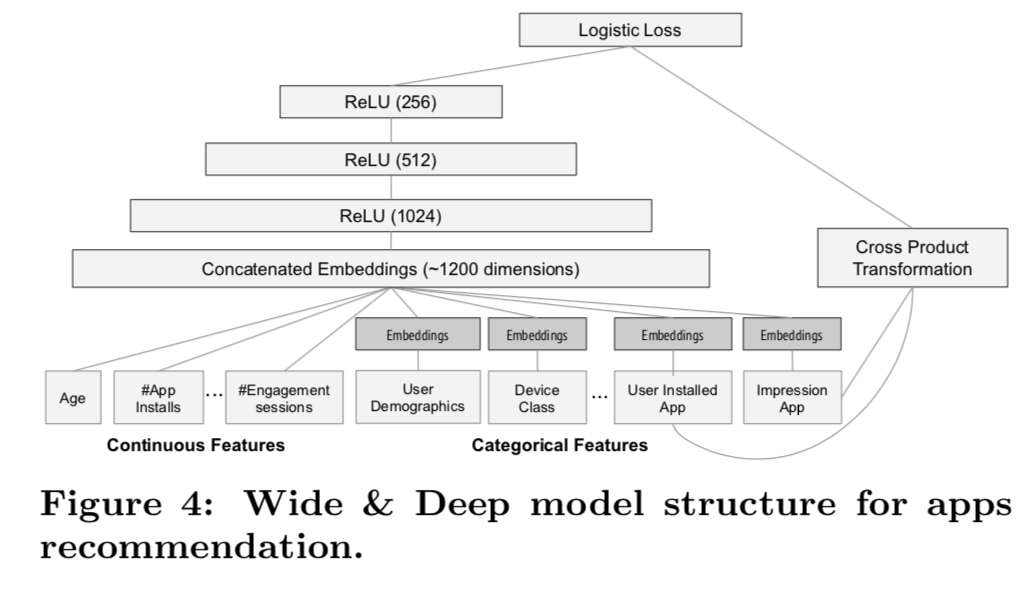 Logistic Loss
ReLU (256)
ReLU (512)
ReLU (1024)
Concatenated Embeddings (~1200 dimensions)
Cross Product
Transformation
Embeddings
Embeddings
Embeddings
Embeddings
Age
#App
Installs
...
#Engagement
sessions
User
Demographics
Device
Class
...
User Installed
App
Impression
App
Continuous Features
Categorical Features
Figure 4: Wide & Deep model structure for apps
recommendation.